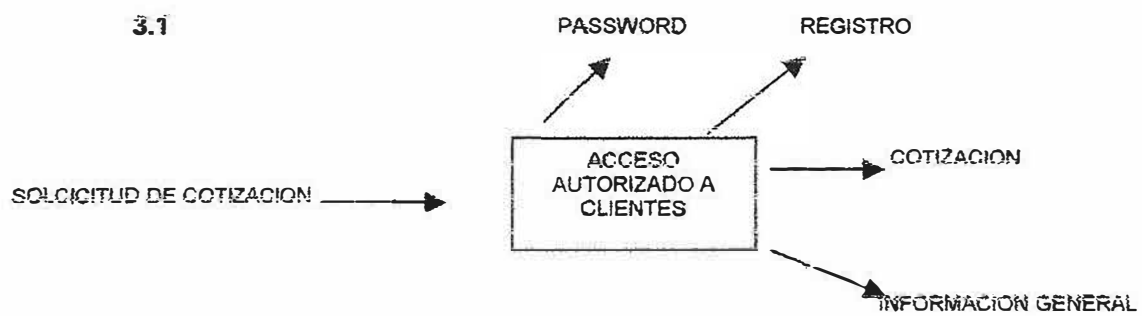 3.1
PASSWORD
REGISTRO
ACCESO
AUTORIZADO A
CLIENTES
COTIZACION
SOLCICITUD DE COTIZACION
INFORMACION GENERAL